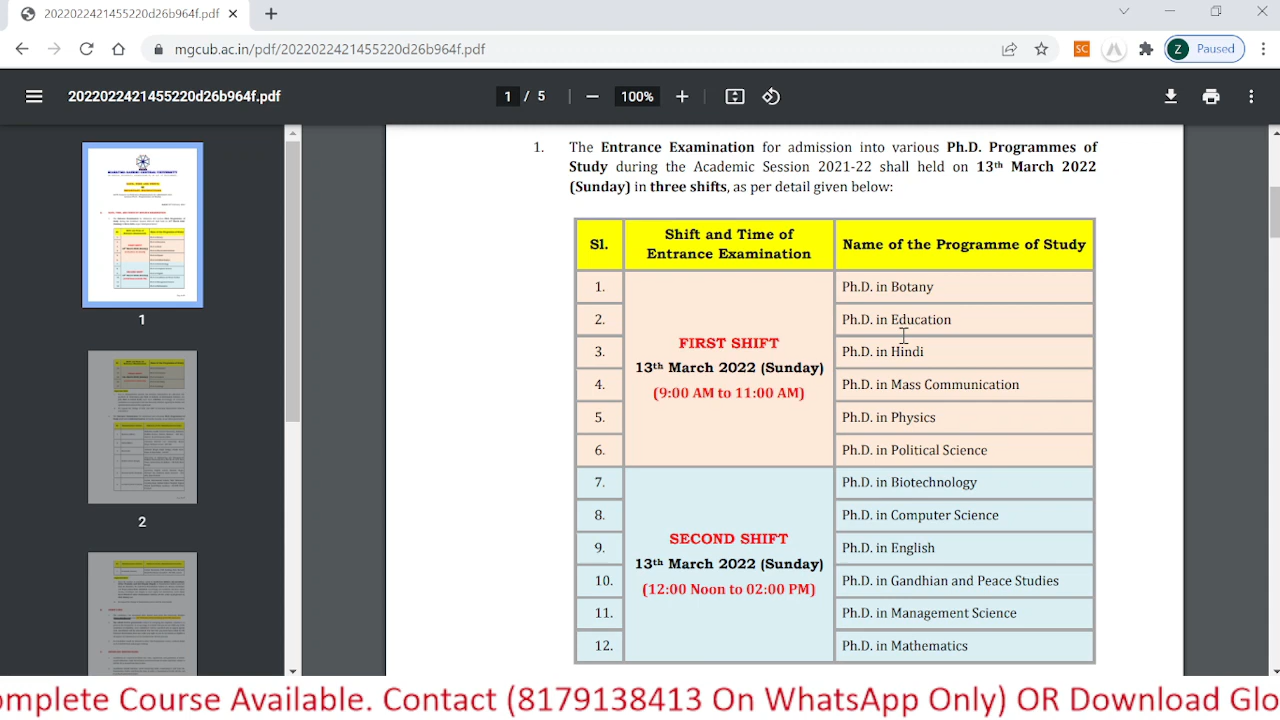 2022022421455220d26b964f.pdf
mgcub.ac.in/pdf/2022022421455220d26b964f.pdf
SC
Z Paused
2022022421455220d26b964f.pdf
1 / 5
100%
1
2
1. The Entrance Examination for admission into various Ph.D. Programmes of
Study during the Academic Session 2021-22 shall held on 13th March 2022
(Sunday) in three shifts, as per detail given below:
Sl. Shift and Time of Entrance Examination Name of the Programme of Study
1. Ph.D. in Botany
2. Ph.D. in Education
3. Ph.D. in Hindi
4. Ph.D. in Mass Communication
5. Ph.D. in Physics
6. Ph.D. in Political Science
FIRST SHIFT
13th March 2022 (Sunday)
(9:00 AM to 11:00 AM)
7. Ph.D. in Biotechnology
8. Ph.D. in Computer Science
9. Ph.D. in English
10. Ph.D. in Gandhian and Peace Studies
11. Ph.D. in Management Sciences
12. Ph.D. in Mathematics
SECOND SHIFT
13th March 2022 (Sunday)
(12:00 Noon to 02:00 PM)
omplete Course Available. Contact (8179138413 On WhatsApp Only) OR Download Glo